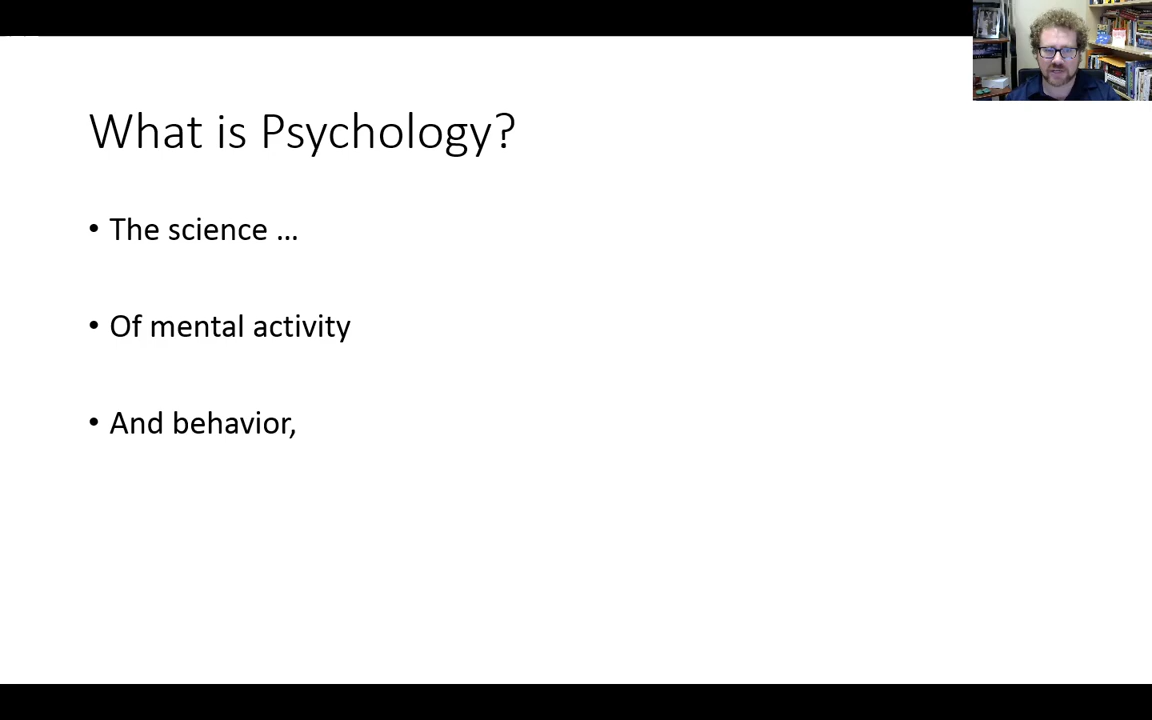 What is Psychology?
• The science ...
• Of mental activity
• And behavior,